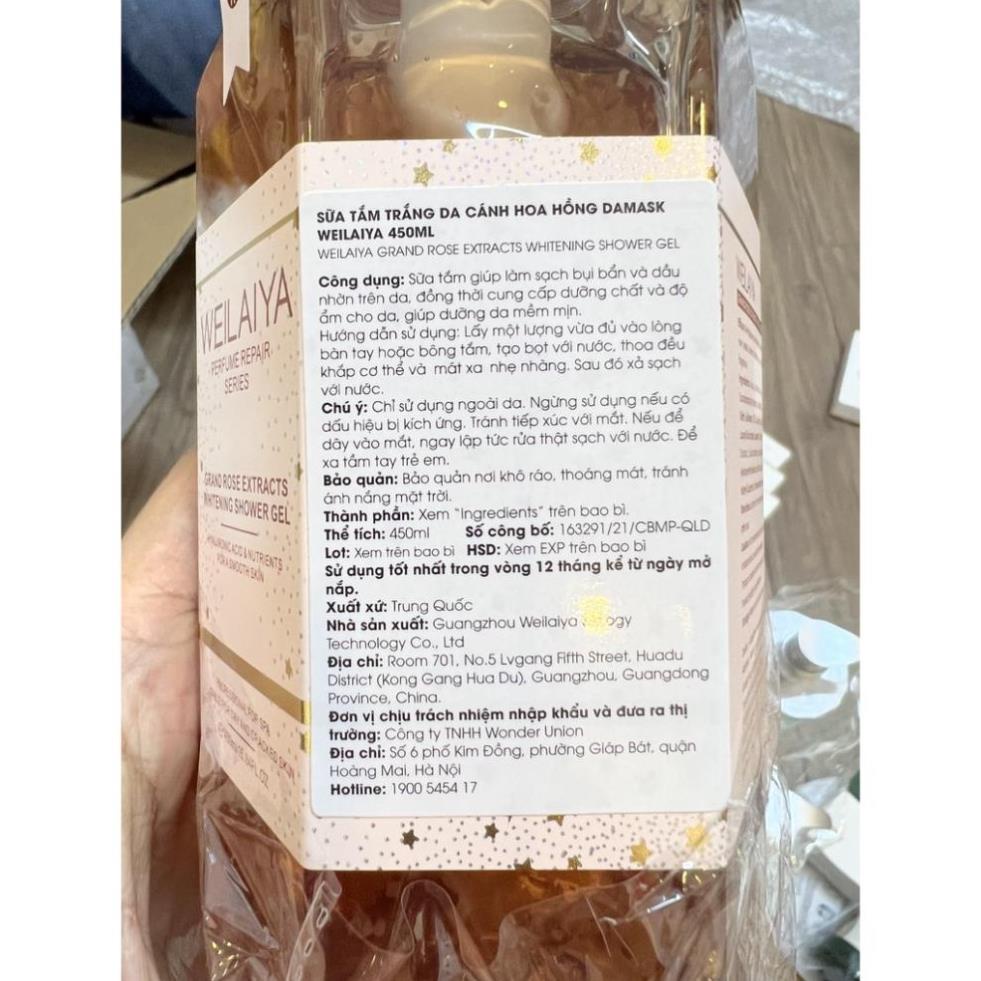 SỮA TẮM TRẮNG DA CÁNH HOA HỒNG DAMASK
WEILAIYA 450ML
WEILAIYA GRAND ROSE EXTRACTS WHITENING SHOWER GEL
Công dụng: Sữa tắm giúp làm sạch bụi bẩn và dầu
nhờn trên da, đồng thời cung cấp dưỡng chất và độ
ẩm cho da, giúp dưỡng da mềm mịn.
Hướng dẫn sử dụng: Lấy một lượng vừa đủ vào lòng
bàn tay hoặc bông tắm, tạo bọt với nước, thoa đều
khắp cơ thể và mát xa nhẹ nhàng. Sau đó xả sạch
với nước.
Chú ý: Chỉ sử dụng ngoài da. Ngừng sử dụng nếu có
dấu hiệu bị kích ứng. Tránh tiếp xúc với mắt. Nếu để
dây vào mắt, ngay lập tức rửa thật sạch với nước. Để
xa tầm tay trẻ em.
Bảo quản: Bảo quản nơi khô ráo, thoáng mát, tránh
ánh nắng mặt trời.
Thành phần: Xem "Ingredients" trên bao bì.
Thể tích: 450ml Số công bố: 163291/21/CBMP-QLD
Lot: Xem trên bao bì HSD: Xem EXP trên bao bì
Sử dụng tốt nhất trong vòng 12 tháng kể từ ngày mở
nắp.
Xuất xứ: Trung Quốc
Nhà sản xuất: Guangzhou Weilaiya
Technology Co., Ltd
Địa chỉ: Room 701, No.5 Lvgang Fifth Street, Huadu
District (Kong Gang Hua Du), Guangzhou, Guangdong
Province, China.
Đơn vị chịu trách nhiệm nhập khẩu và đưa ra thị
trường: Công ty TNHH Wonder Union
Địa chỉ: Số 6 phố Kim Đồng, phường Giáp Bát, quận
Hoàng Mai, Hà Nội
Hotline: 1900 5454 17
WEILAIYA
PERFUME REPAIR
SERIES
GRAND ROSE EXTRACTS
WHITENING SHOWER GEL
HYALURONIC ACID & NUTRIENTS
FOR A SMOOTH SKIN